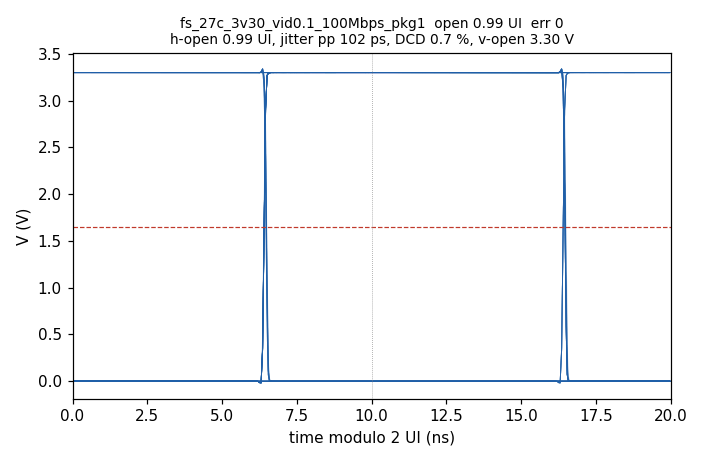 fs_27c_3v30_vid0.1_100Mbps_pkg1  open 0.99 UI  err 0
h-open 0.99 UI, jitter pp 102 ps, DCD 0.7 %, v-open 3.30 V
3.5
3.0
2.5
2.0
1.5
1.0
0.5
0.0
V (V)
0.0 2.5 5.0 7.5 10.0 12.5 15.0 17.5 20.0
time modulo 2 UI (ns)